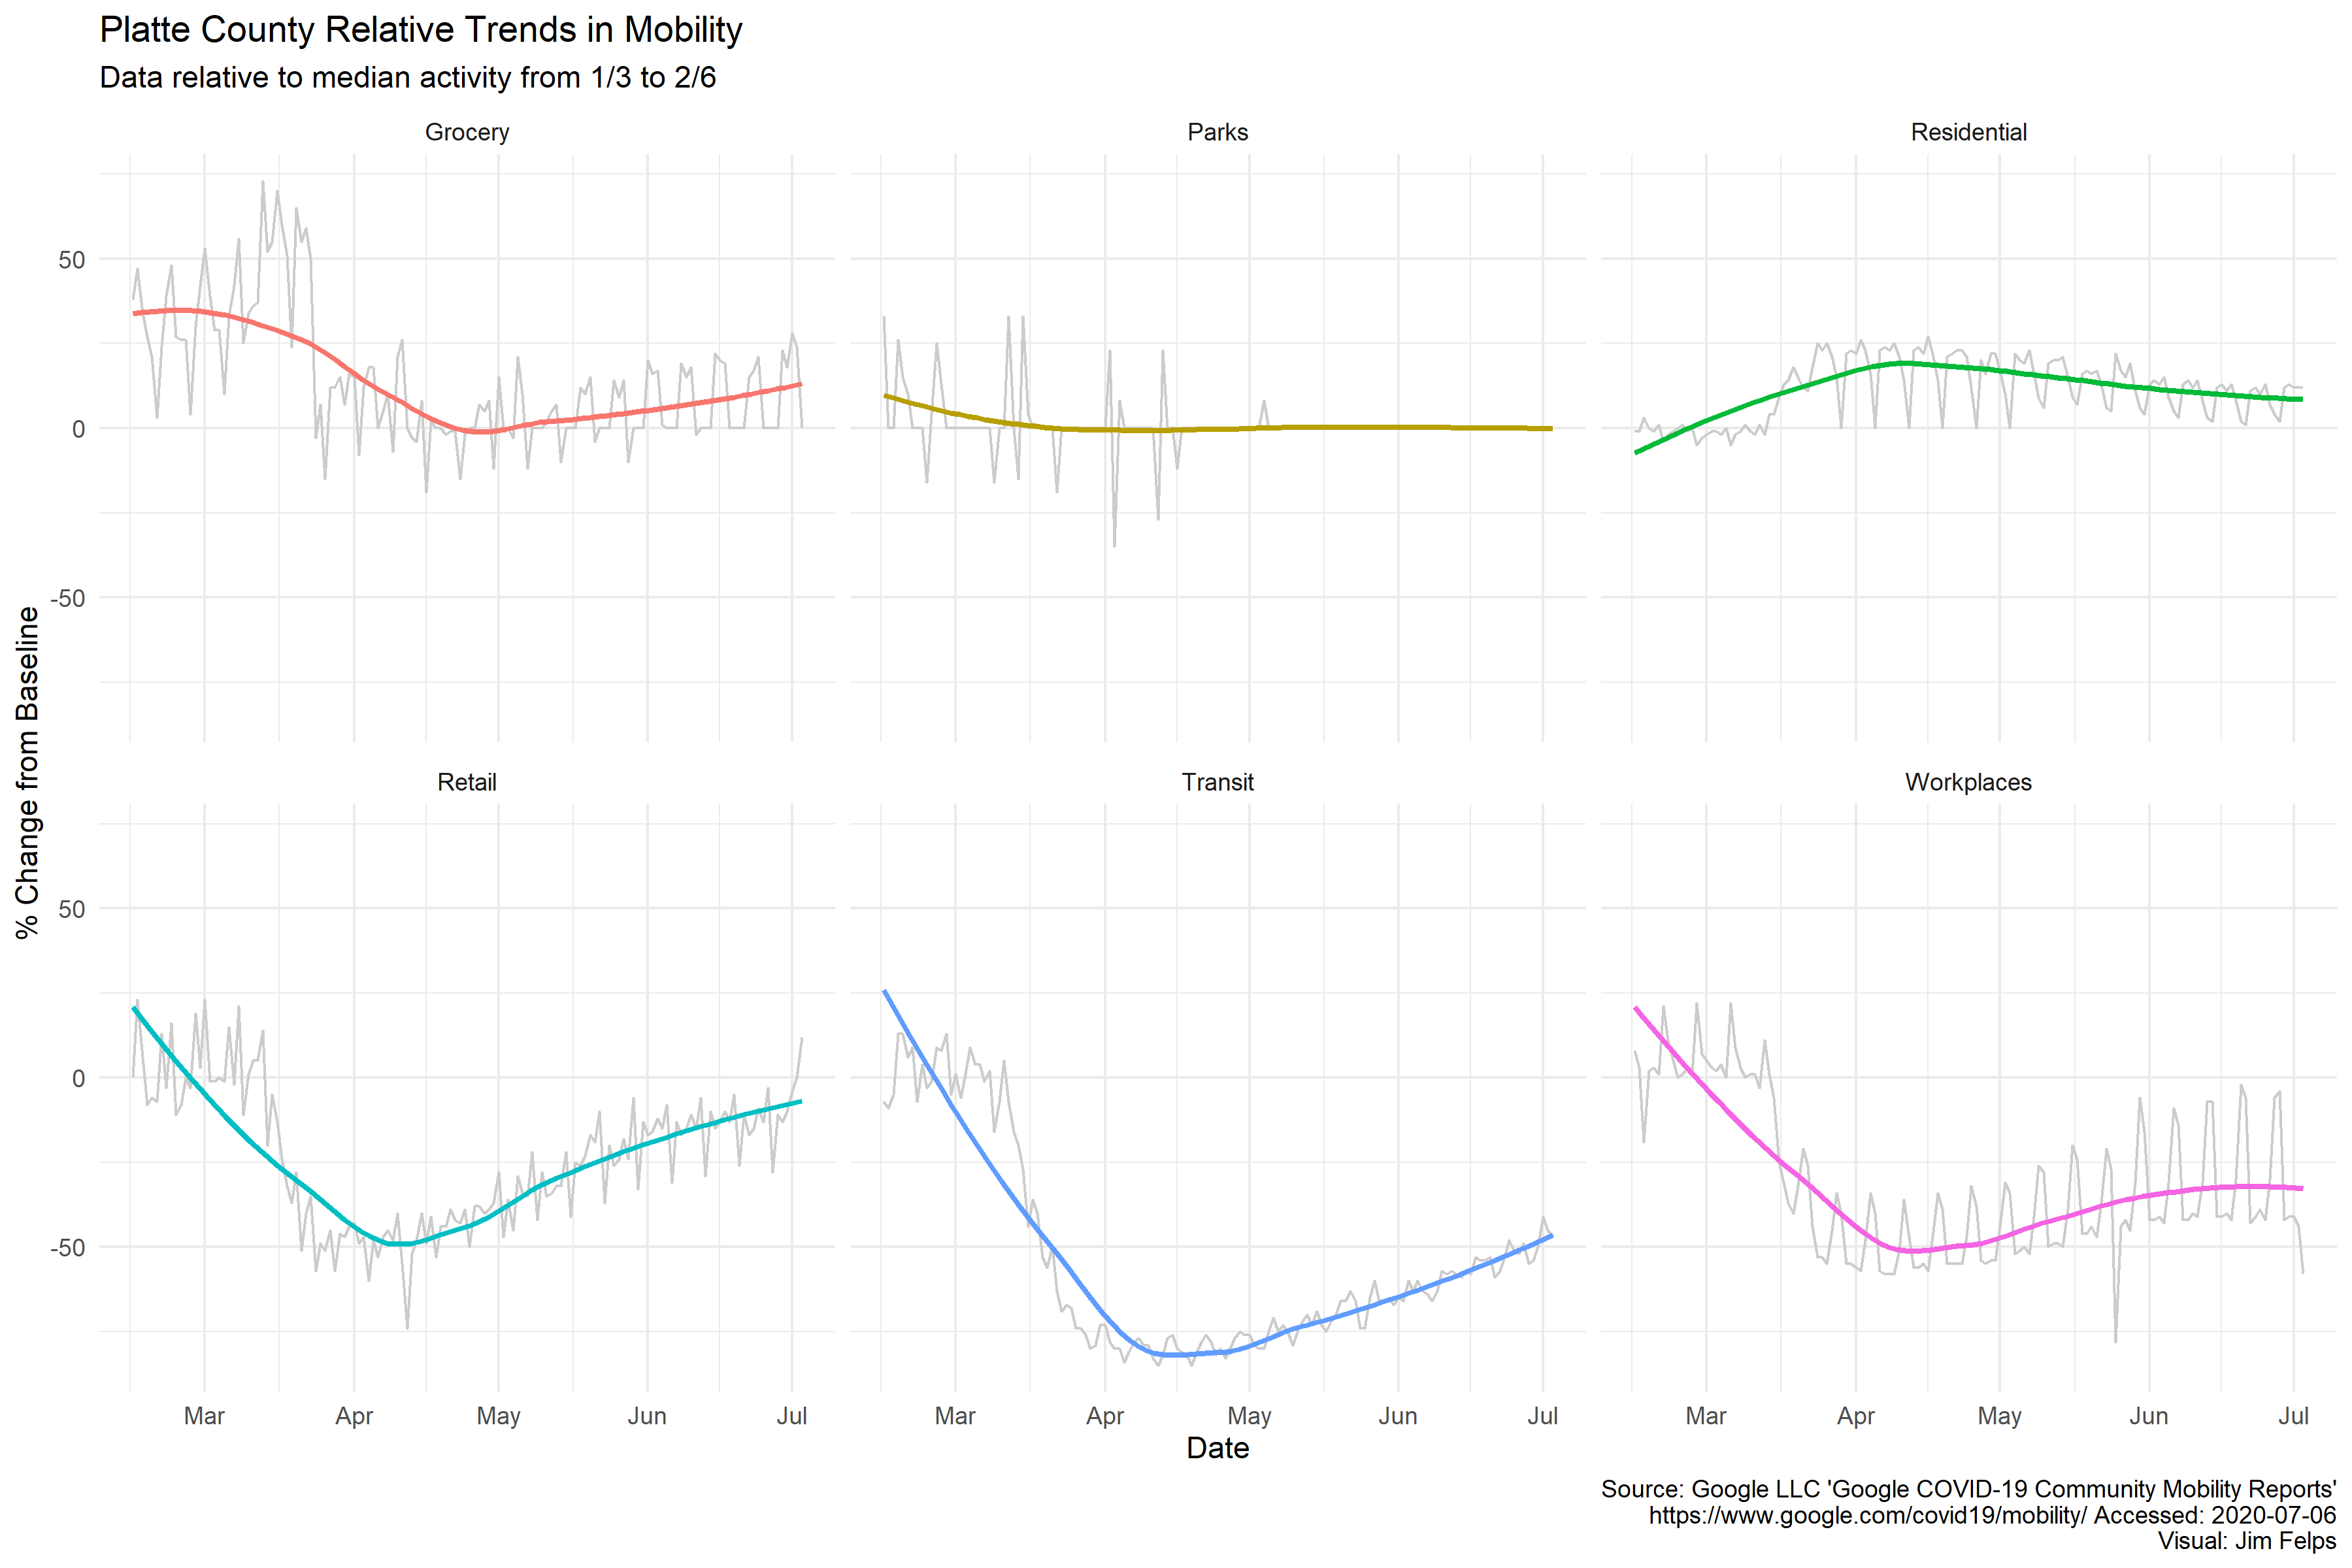 Platte County Relative Trends in Mobility
Data relative to median activity from 1/3 to 2/6
Grocery
Parks
Residential
50
0
-50
% Change from Baseline
Retail
Transit
Workplaces
50
0
-50
Mar Apr May Jun Jul
Mar Apr May Jun Jul
Mar Apr May Jun Jul
Date
Source: Google LLC 'Google COVID-19 Community Mobility Reports'
https://www.google.com/covid19/mobility/ Accessed: 2020-07-06
Visual: Jim Felps